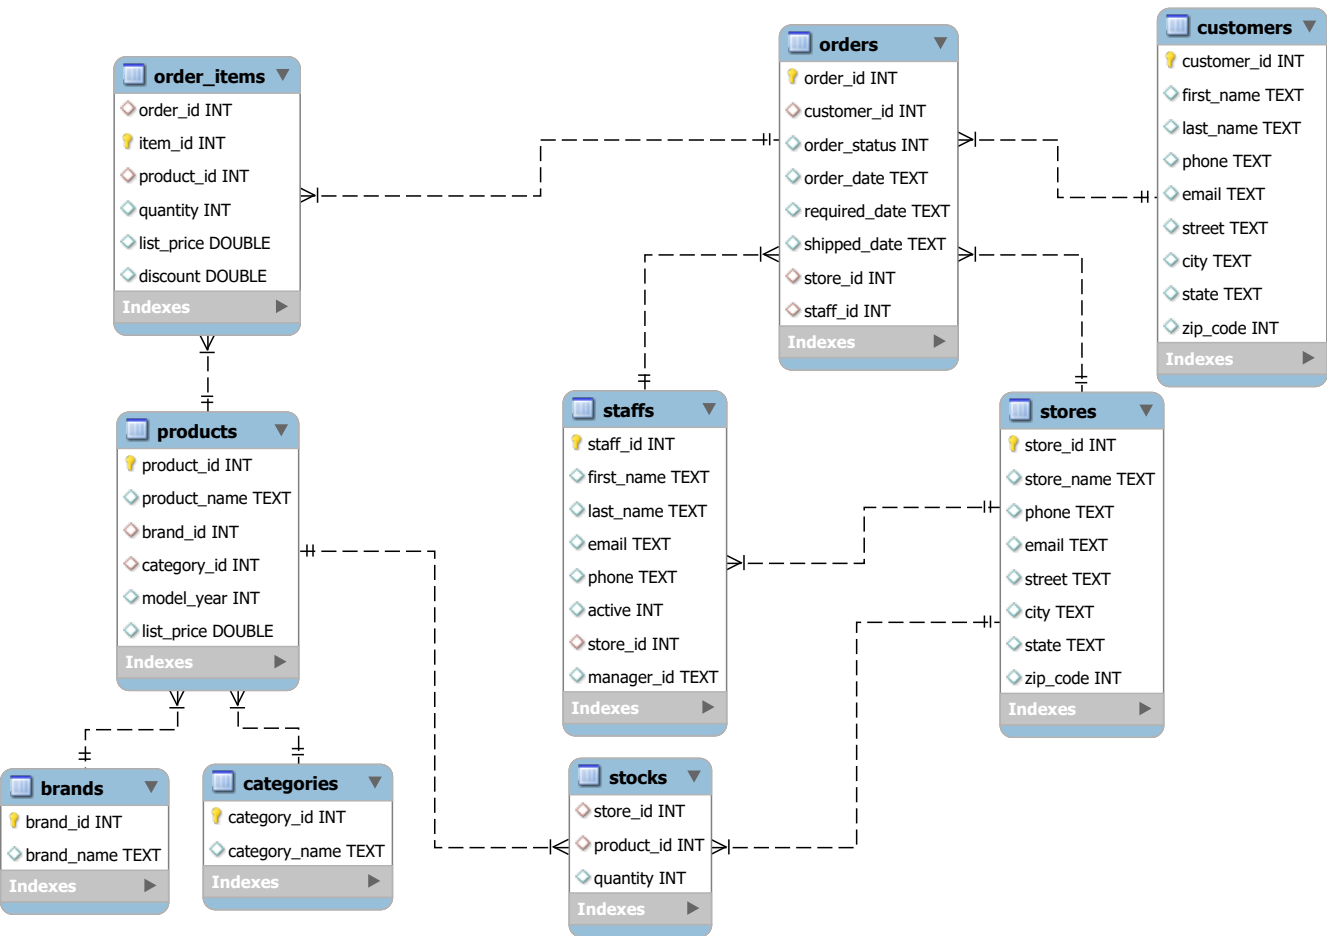 order_items
order_id INT
item_id INT
product_id INT
quantity INT
list_price DOUBLE
discount DOUBLE
Indexes
orders
order_id INT
customer_id INT
order_status INT
order_date TEXT
required_date TEXT
shipped_date TEXT
store_id INT
staff_id INT
Indexes
customers
customer_id INT
first_name TEXT
last_name TEXT
phone TEXT
email TEXT
street TEXT
city TEXT
state TEXT
zip_code INT
Indexes
products
product_id INT
product_name TEXT
brand_id INT
category_id INT
model_year INT
list_price DOUBLE
Indexes
staffs
staff_id INT
first_name TEXT
last_name TEXT
email TEXT
phone TEXT
active INT
store_id INT
manager_id TEXT
Indexes
stores
store_id INT
store_name TEXT
phone TEXT
email TEXT
street TEXT
city TEXT
state TEXT
zip_code INT
Indexes
brands
brand_id INT
brand_name TEXT
Indexes
categories
category_id INT
category_name TEXT
Indexes
stocks
store_id INT
product_id INT
quantity INT
Indexes